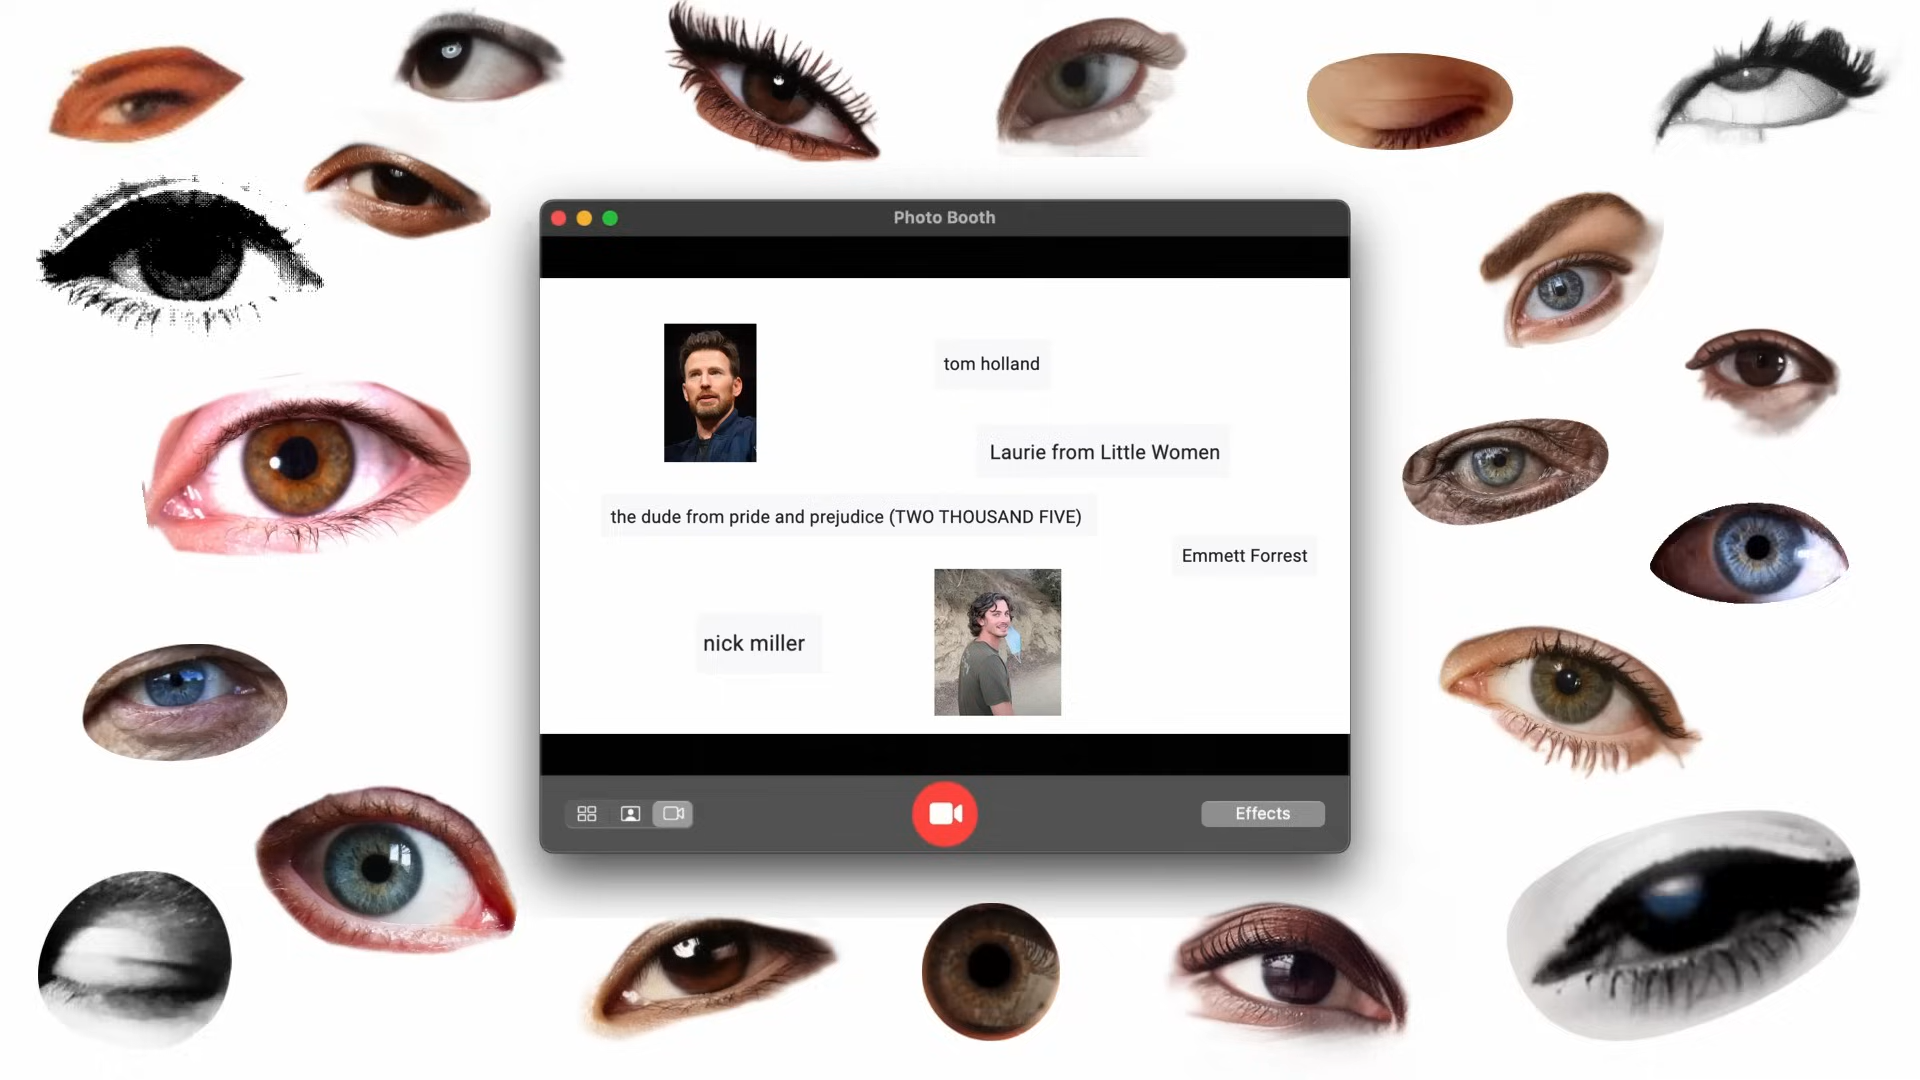 Photo Booth
tom holland
Laurie from Little Women
the dude from pride and prejudice (TWO THOUSAND FIVE)
Emmett Forrest
nick miller
Effects